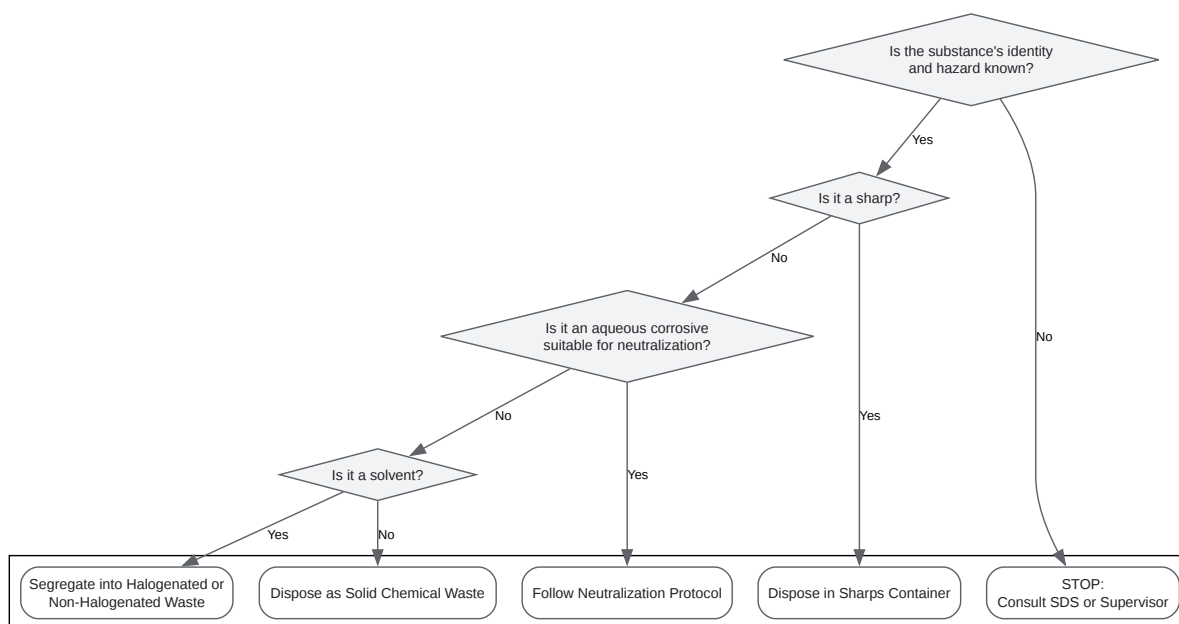 Is the substance's identity
and hazard known?
Yes
Is it a sharp?
No
Is it an aqueous corrosive
suitable for neutralization?
No
No
Yes
Is it a solvent?
Yes
Yes
No
Segregate into Halogenated or
Non-Halogenated Waste
Dispose as Solid Chemical Waste
Follow Neutralization Protocol
Dispose in Sharps Container
STOP:
Consult SDS or Supervisor